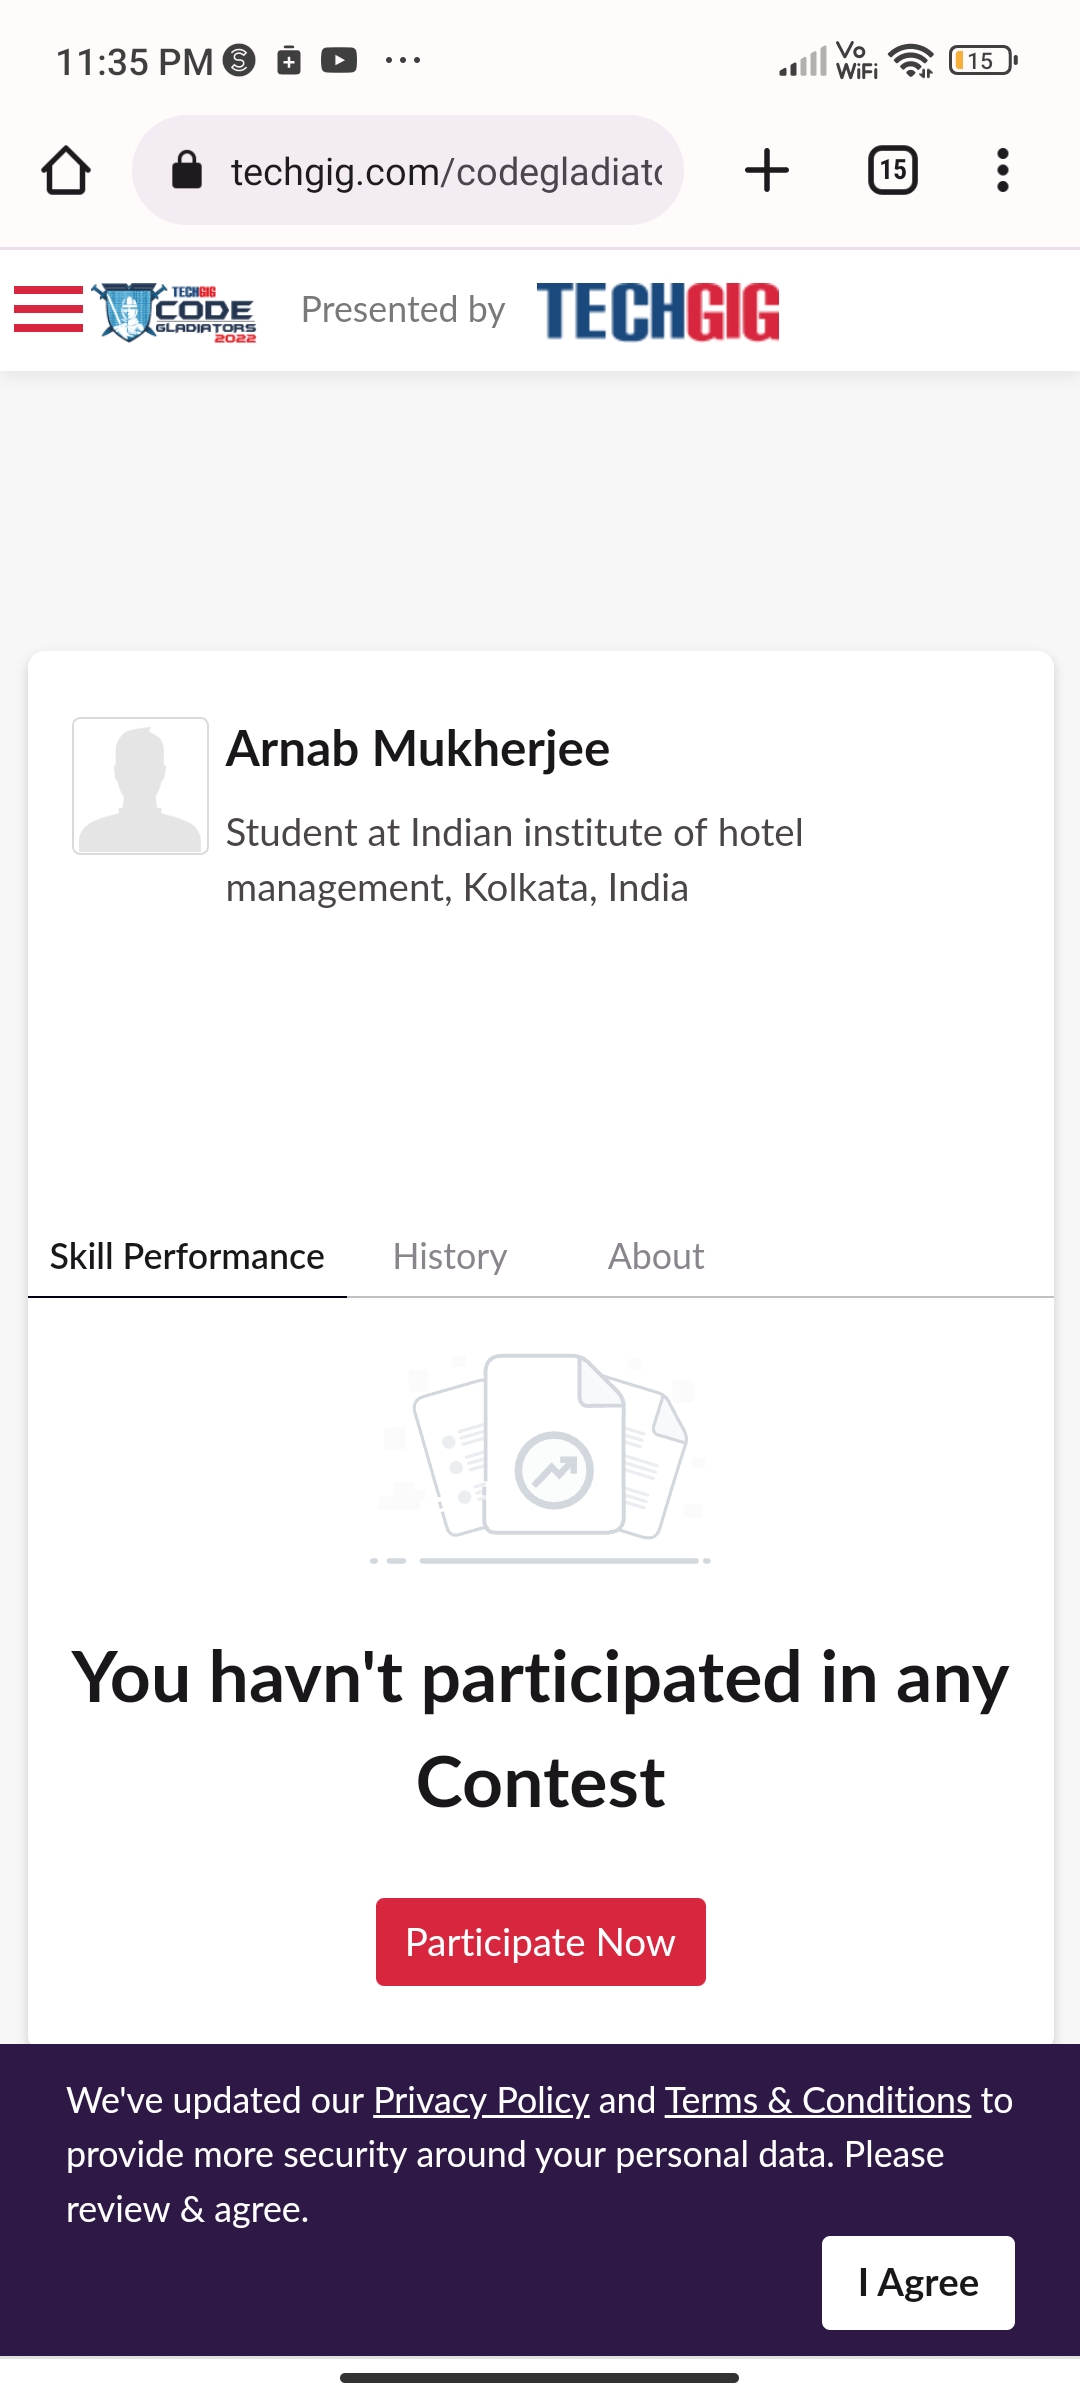 11:35 PM
Vo
WiFi
15
techgig.com/codegladiato
15
TECHGIG
CODE
GLADIATORS
2022
Presented by
TECHGIG
Arnab Mukherjee
Student at Indian institute of hotel
management, Kolkata, India
Skill Performance History About
You havn't participated in any
Contest
Participate Now
We've updated our Privacy Policy and Terms & Conditions to
provide more security around your personal data. Please
review & agree.
I Agree